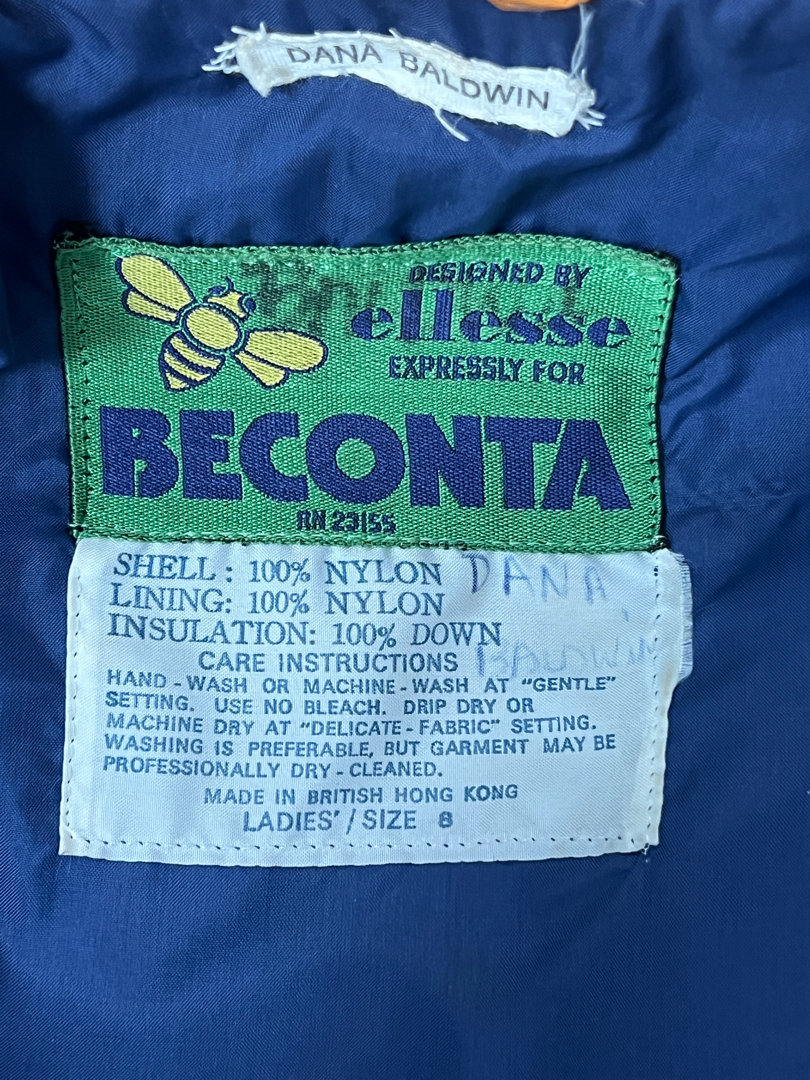 DANA BALDWIN
DESIGNED BY
ellesse
EXPRESSLY FOR
BECONTA
RN 23155
SHELL : 100% NYLON
DANA
LINING: 100% NYLON
INSULATION: 100% DOWN
BALDWIN
CARE INSTRUCTIONS
HAND - WASH OR MACHINE - WASH AT "GENTLE"
SETTING. USE NO BLEACH. DRIP DRY OR
MACHINE DRY AT "DELICATE - FABRIC" SETTING.
WASHING IS PREFERABLE, BUT GARMENT MAY BE
PROFESSIONALLY DRY - CLEANED.
MADE IN BRITISH HONG KONG
LADIES' / SIZE 8